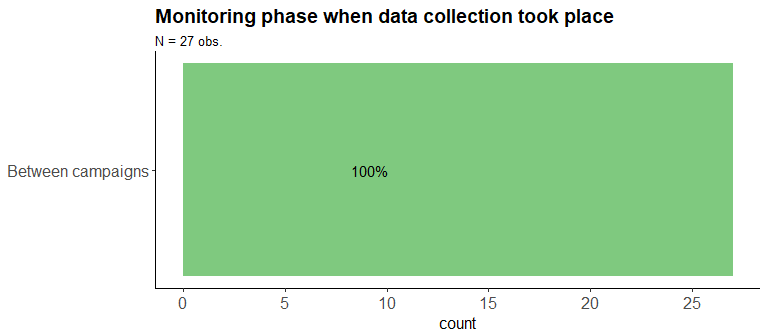 Monitoring phase when data collection took place
N = 27 obs.
Between campaigns
100%
0 5 10 15 20 25
count